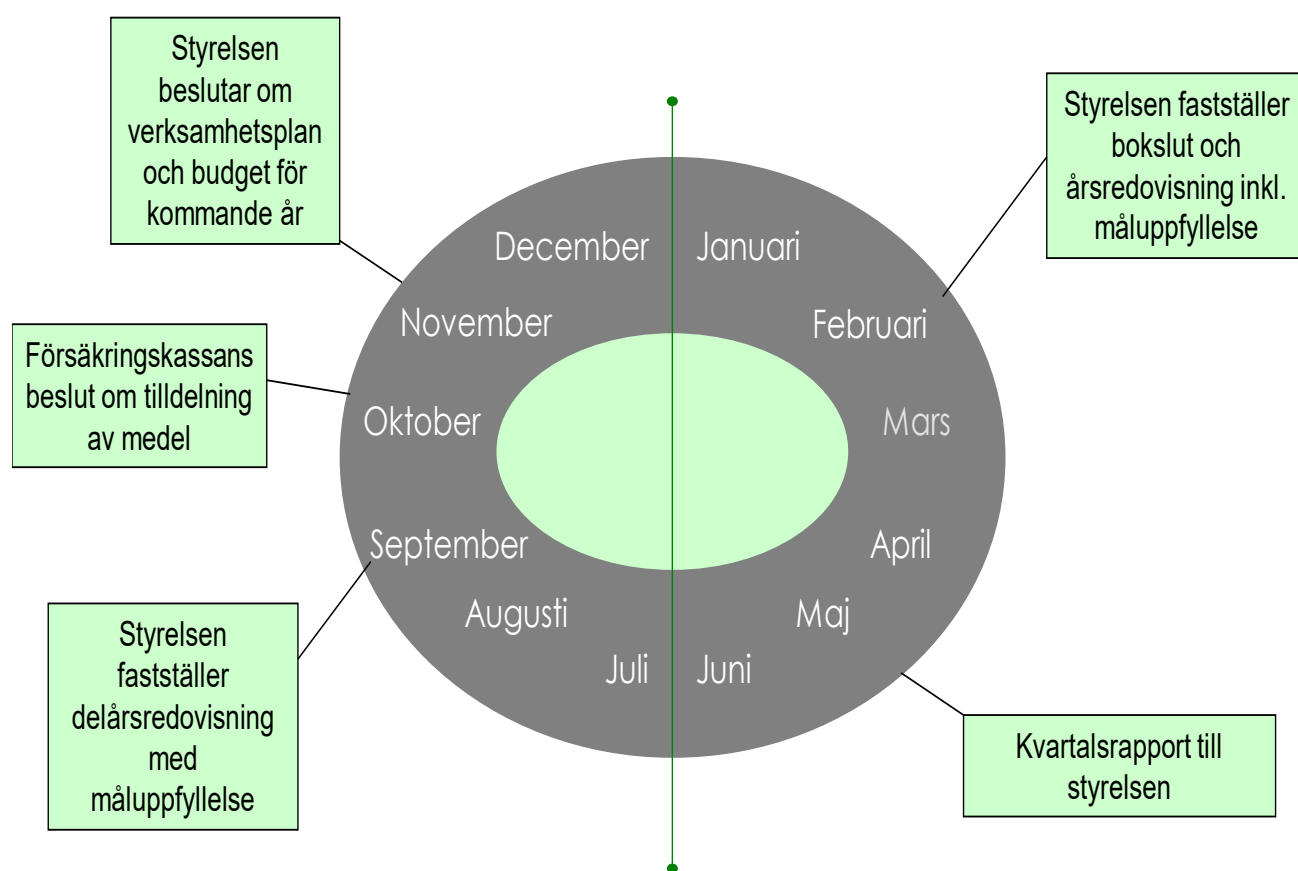 Styrelsen
beslutar om
verksamhetsplan
och budget för
kommande år
Styrelsen fastställer
bokslut och
årsredovisning inkl.
måluppfyllelse
December
Januari
November
Februari
Försäkringskassans
beslut om tilldelning
av medel
Oktober
Mars
September
April
Augusti
Maj
Juli
Juni
Styrelsen
fastställer
delårsredovisning
med
måluppfyllelse
Kvartalsrapport till
styrelsen